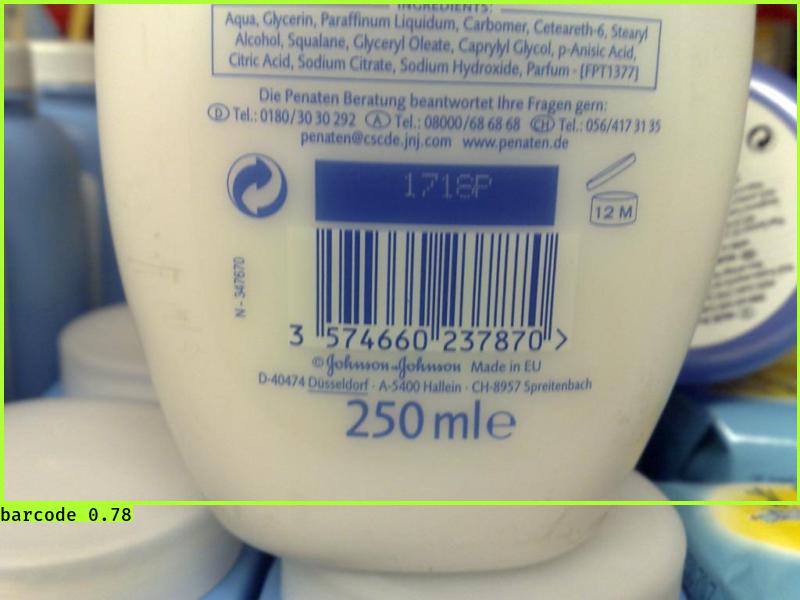 INGREDIENTS:
Aqua, Glycerin, Paraffinum Liquidum, Carbomer, Ceteareth-6, Stearyl
Alcohol, Squalane, Glyceryl Oleate, Caprylyl Glycol, p-Anisic Acid,
Citric Acid, Sodium Citrate, Sodium Hydroxide, Parfum - [FPT1377]
Die Penaten Beratung beantwortet Ihre Fragen gern:
D Tel.: 0180/30 30 292 A Tel.: 08000/68 68 68 CH Tel.: 056/417 31 35
penaten@cscde.jnj.com www.penaten.de
1718P
12 M
N - 347670
3 574660 237870 >
© Johnson & Johnson Made in EU
D-40474 Düsseldorf · A-5400 Hallein · CH-8957 Spreitenbach
250 ml e
barcode 0.78